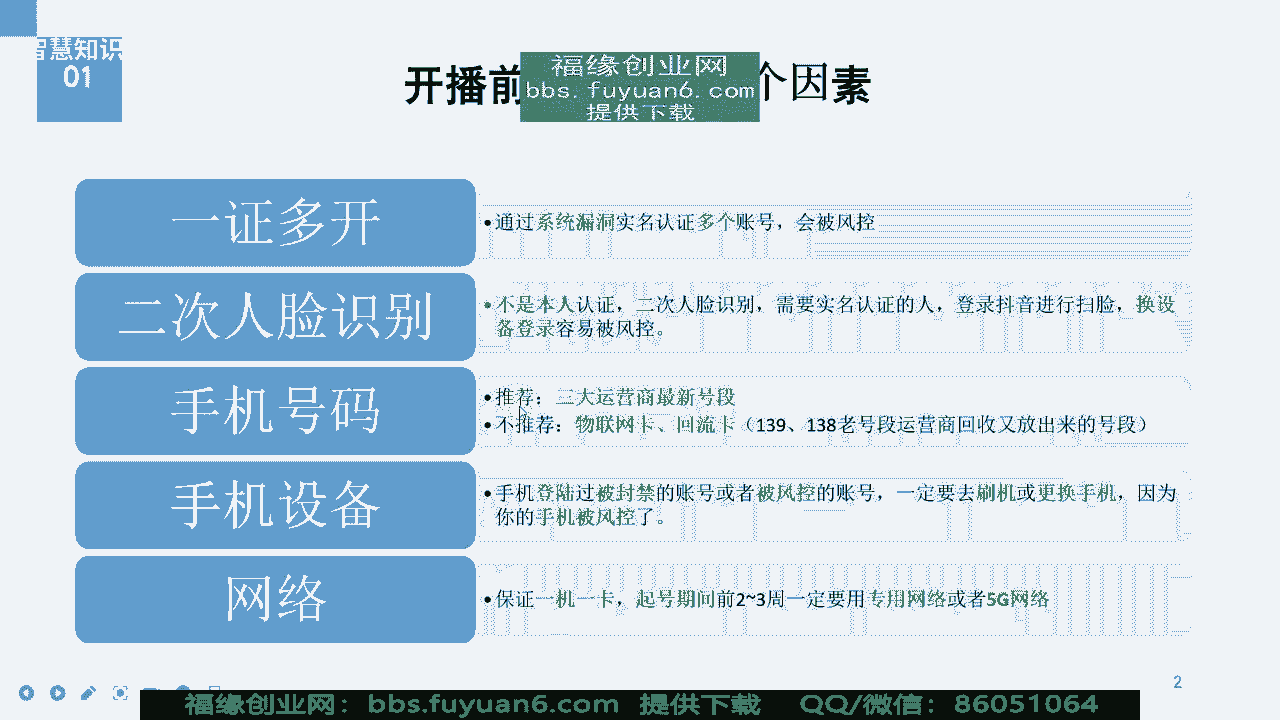 智慧知识
01
开播前
个因素
福缘创业网
bbs.fuyuan6.com
提供下载
一证多开
•通过系统漏洞实名认证多个账号，会被风控
二次人脸识别
•不是本人认证，二次人脸识别，需要实名认证的人，登录抖音进行扫脸，换设
备登录容易被风控。
手机号码
•推荐：三大运营商最新号段
•不推荐：物联网卡、回流卡（139、138老号段运营商回收又放出来的号段）
手机设备
•手机登陆过被封禁的账号或者被风控的账号，一定要去刷机或更换手机，因为
你的手机被风控了。
网络
•保证一机一卡，起号期间前2~3周一定要用专用网络或者5G网络
2
福缘创业网：bbs.fuyuan6.com 提供下载 QQ/微信：86051064